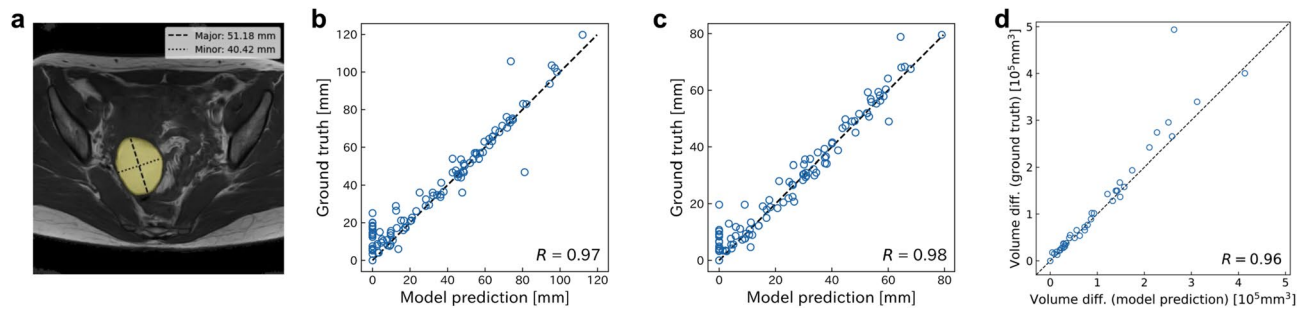 a
Major: 51.18 mm
Minor: 40.42 mm
b
Ground truth [mm]
120
100
80
60
40
20
0
0 20 40 60 80 100 120
R = 0.97
Model prediction [mm]
c
Ground truth [mm]
80
60
40
20
0
0 20 40 60 80
R = 0.98
Model prediction [mm]
d
Volume diff. (ground truth) [10⁵mm³]
5
4
3
2
1
0
0 1 2 3 4 5
R = 0.96
Volume diff. (model prediction) [10⁵mm³]